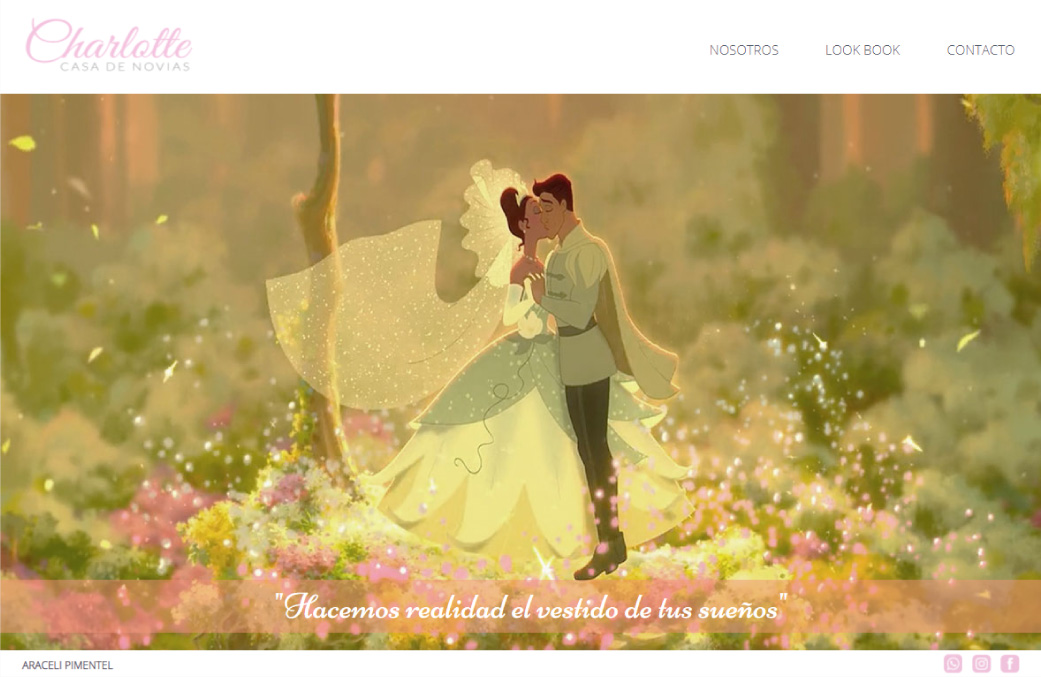 Charlotte
CASA DE NOVIAS
NOSOTROS
LOOK BOOK
CONTACTO
"Hacemos realidad el vestido de tus sueños"
ARACELI PIMENTEL